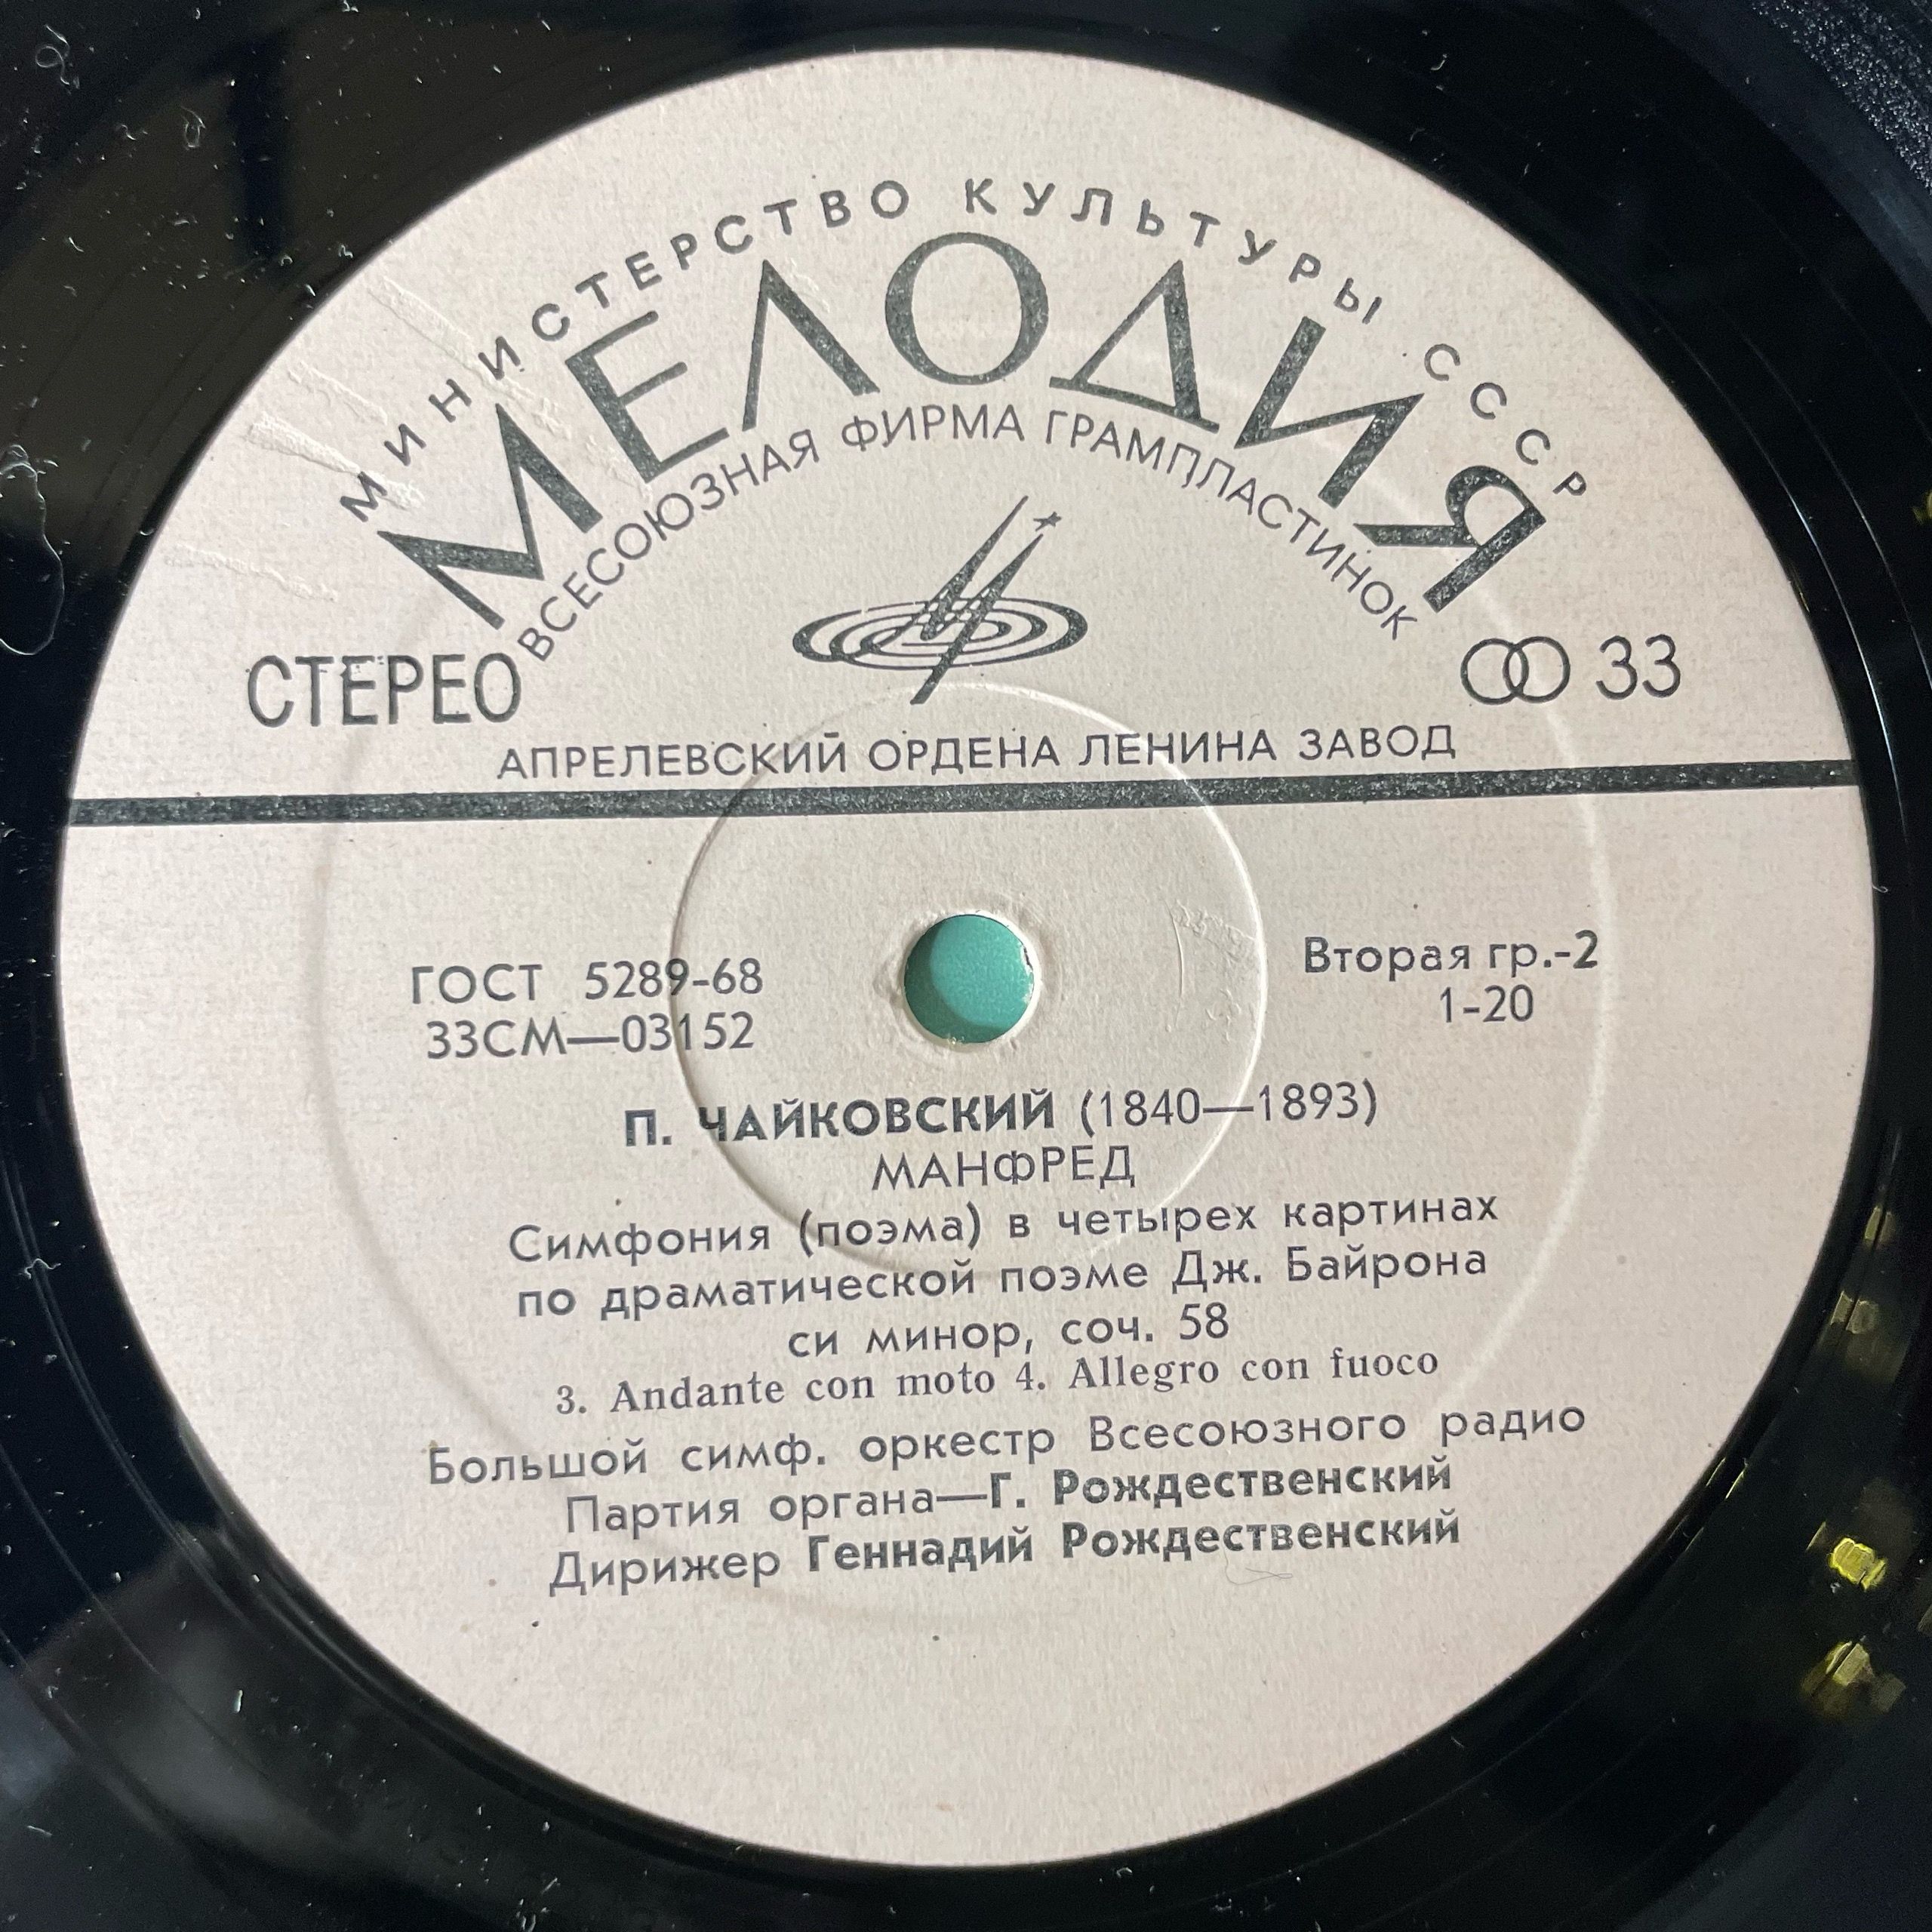 МИНИСТЕРСТВО КУЛЬТУРЫ СССР
МЕЛОДИЯ
ВСЕСОЮЗНАЯ ФИРМА ГРАМПЛАСТИНОК
СТЕРЕО
33
АПРЕЛЕВСКИЙ ОРДЕНА ЛЕНИНА ЗАВОД
ГОСТ 5289-68
33СМ—03152
Вторая гр.-2
1-20
П. ЧАЙКОВСКИЙ (1840—1893)
МАНФРЕД
Симфония (поэма) в четырех картинах
по драматической поэме Дж. Байрона
си минор, соч. 58
3. Andante con moto 4. Allegro con fuoco
Большой симф. оркестр Всесоюзного радио
Партия органа—Г. Рождественский
Дирижер Геннадий Рождественский